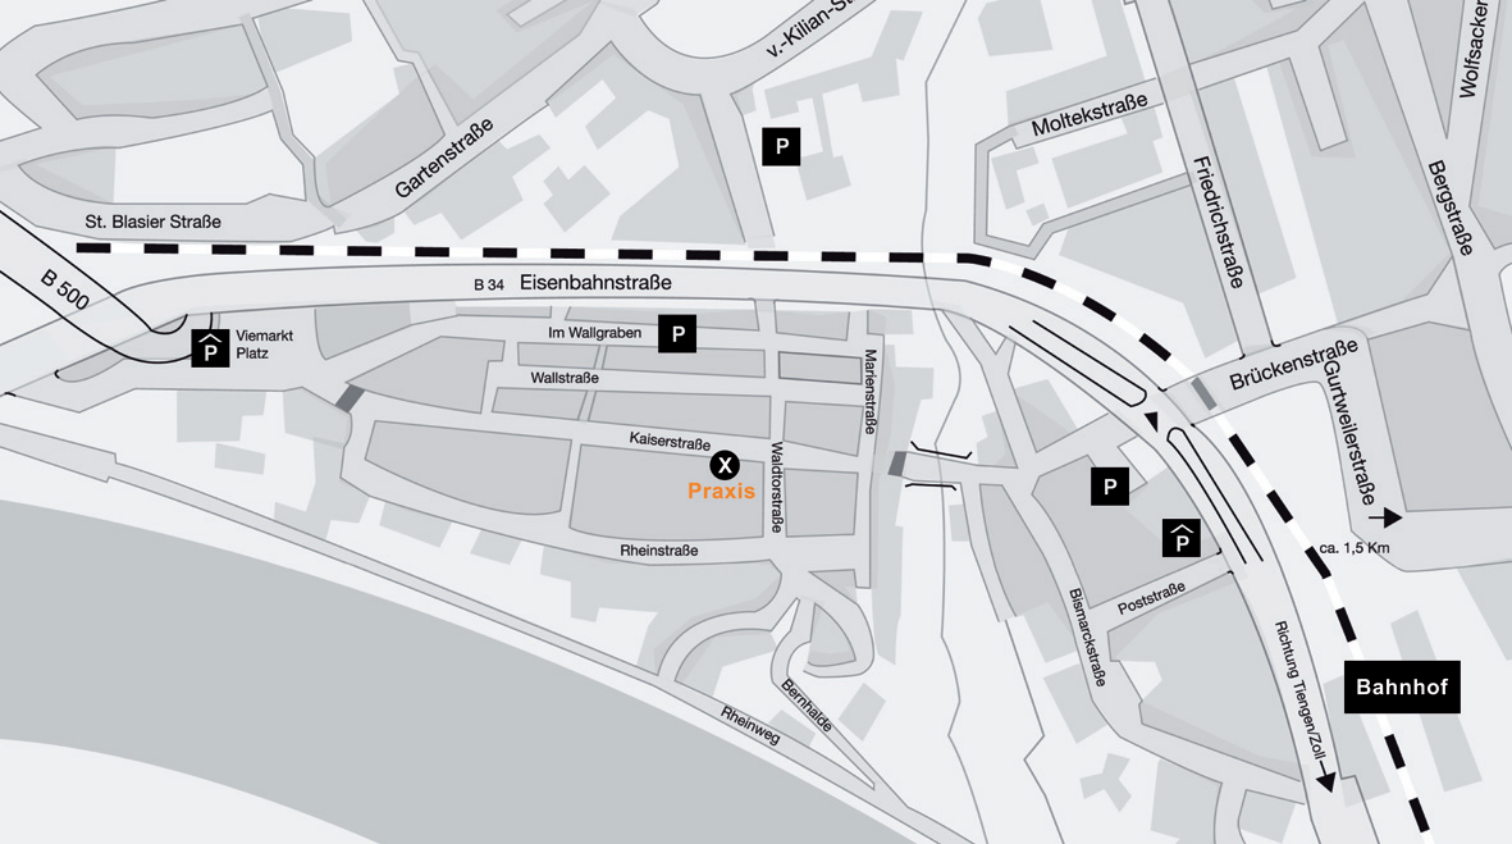 v.-Kilian-St
Wolfsacker
P
Moltekstraße
Gartenstraße
Friedrichstraße
Bergstraße
St. Blasier Straße
B 500
B 34 Eisenbahnstraße
Im Wallgraben
P
Viemarkt
Platz
P
Wallstraße
Marienstraße
Brückenstraße
Gurtweilerstraße
Kaiserstraße
X
Praxis
Waldtorstraße
P
P
ca. 1,5 Km
Rheinstraße
Poststraße
Bismarckstraße
Richtung Tiengen/Zoll
Bahnhof
Bernhalde
Rheinweg